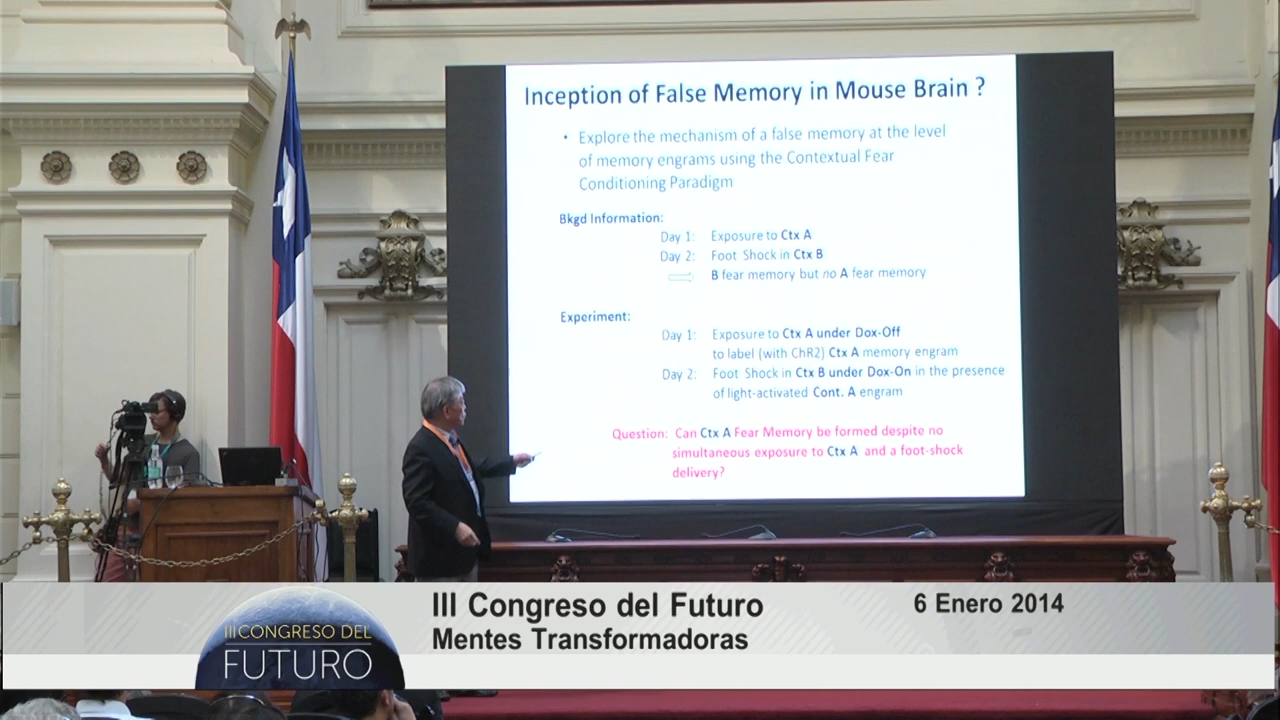 Inception of False Memory in Mouse Brain ?
• Explore the mechanism of a false memory at the level
of memory engrams using the Contextual Fear
Conditioning Paradigm
Bkgd Information:
Day 1: Exposure to Ctx A
Day 2: Foot Shock in Ctx B
B fear memory but no A fear memory
Experiment:
Day 1: Exposure to Ctx A under Dox-Off
to label (with ChR2) Ctx A memory engram
Day 2: Foot Shock in Ctx B under Dox-On in the presence
of light-activated Cont. A engram
Question: Can Ctx A Fear Memory be formed despite no
simultaneous exposure to Ctx A and a foot-shock
delivery?
III Congreso del Futuro
6 Enero 2014
Mentes Transformadoras
III CONGRESO DEL
FUTURO